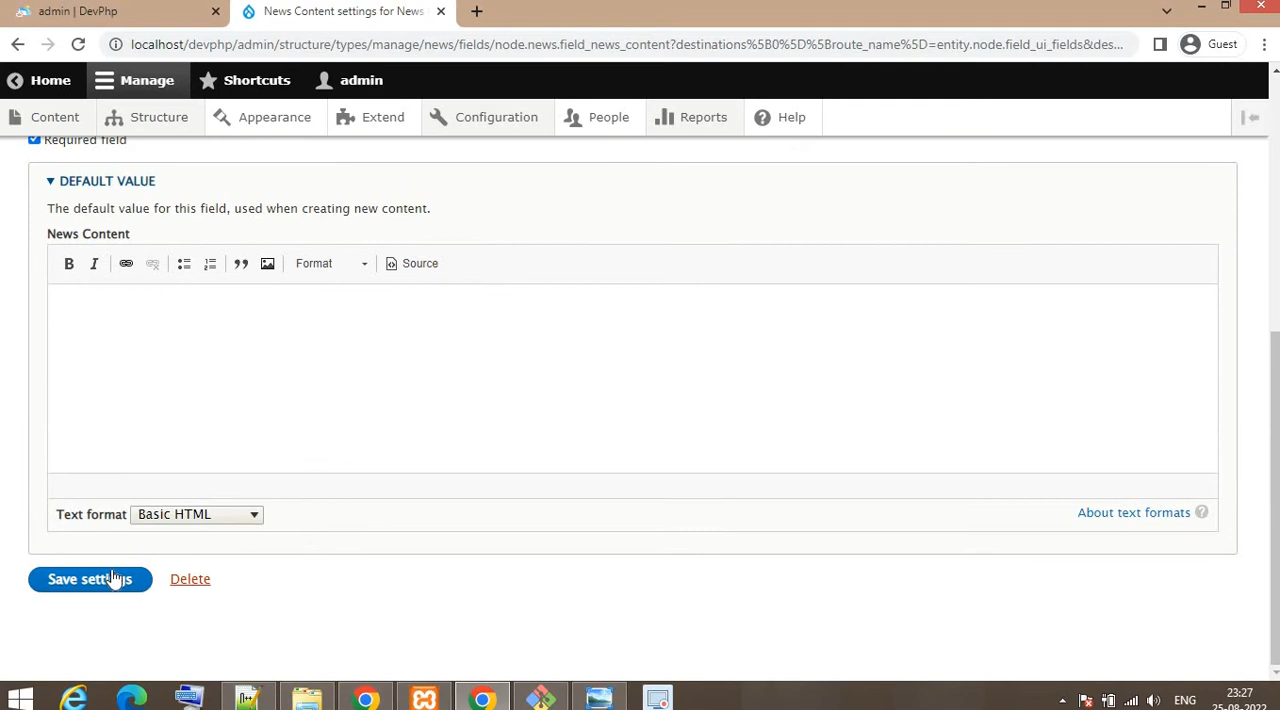 admin | DevPhp
News Content settings for News
localhost/devphp/admin/structure/types/manage/news/fields/node.news.field_news_content?destinations%5B0%5D%5Broute_name%5D=entity.node.field_ui_fields&des...
Guest
Home Manage Shortcuts admin
Content Structure Appearance Extend Configuration People Reports Help
Required field
DEFAULT VALUE
The default value for this field, used when creating new content.
News Content
B I Format Source
Text format Basic HTML About text formats ?
Save settings Delete
ENG
23:27
25-08-2022